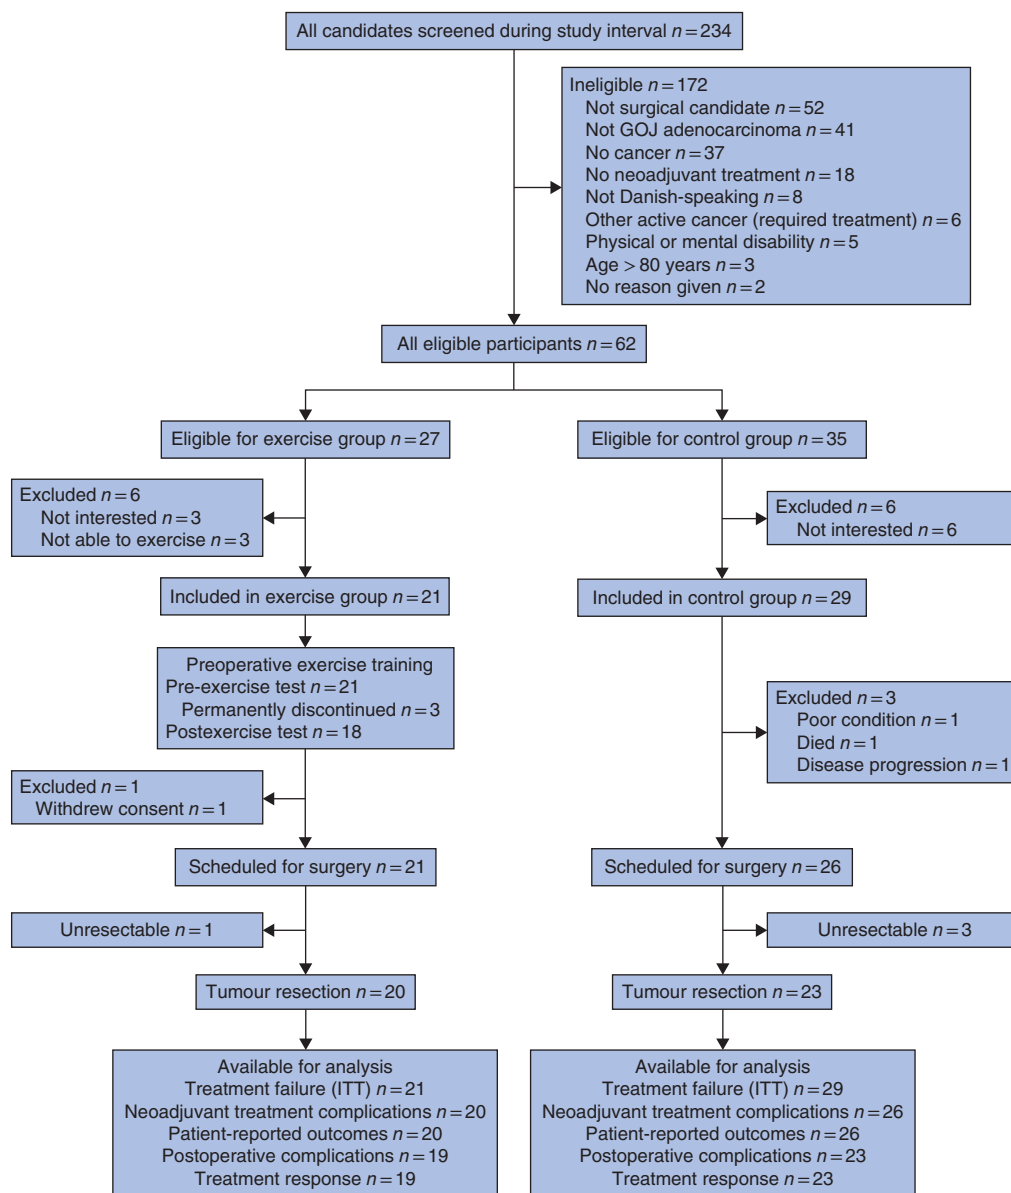 All candidates screened during study interval n = 234
Ineligible n = 172
Not surgical candidate n = 52
Not GOJ adenocarcinoma n = 41
No cancer n = 37
No neoadjuvant treatment n = 18
Not Danish-speaking n = 8
Other active cancer (required treatment) n = 6
Physical or mental disability n = 5
Age > 80 years n = 3
No reason given n = 2
All eligible participants n = 62
Eligible for exercise group n = 27
Eligible for control group n = 35
Excluded n = 6
Not interested n = 3
Not able to exercise n = 3
Excluded n = 6
Not interested n = 6
Included in exercise group n = 21
Included in control group n = 29
Preoperative exercise training
Pre-exercise test n = 21
Permanently discontinued n = 3
Postexercise test n = 18
Excluded n = 3
Poor condition n = 1
Died n = 1
Disease progression n = 1
Excluded n = 1
Withdrew consent n = 1
Scheduled for surgery n = 21
Scheduled for surgery n = 26
Unresectable n = 1
Unresectable n = 3
Tumour resection n = 20
Tumour resection n = 23
Available for analysis
Treatment failure (ITT) n = 21
Neoadjuvant treatment complications n = 20
Patient-reported outcomes n = 20
Postoperative complications n = 19
Treatment response n = 19
Available for analysis
Treatment failure (ITT) n = 29
Neoadjuvant treatment complications n = 26
Patient-reported outcomes n = 26
Postoperative complications n = 23
Treatment response n = 23